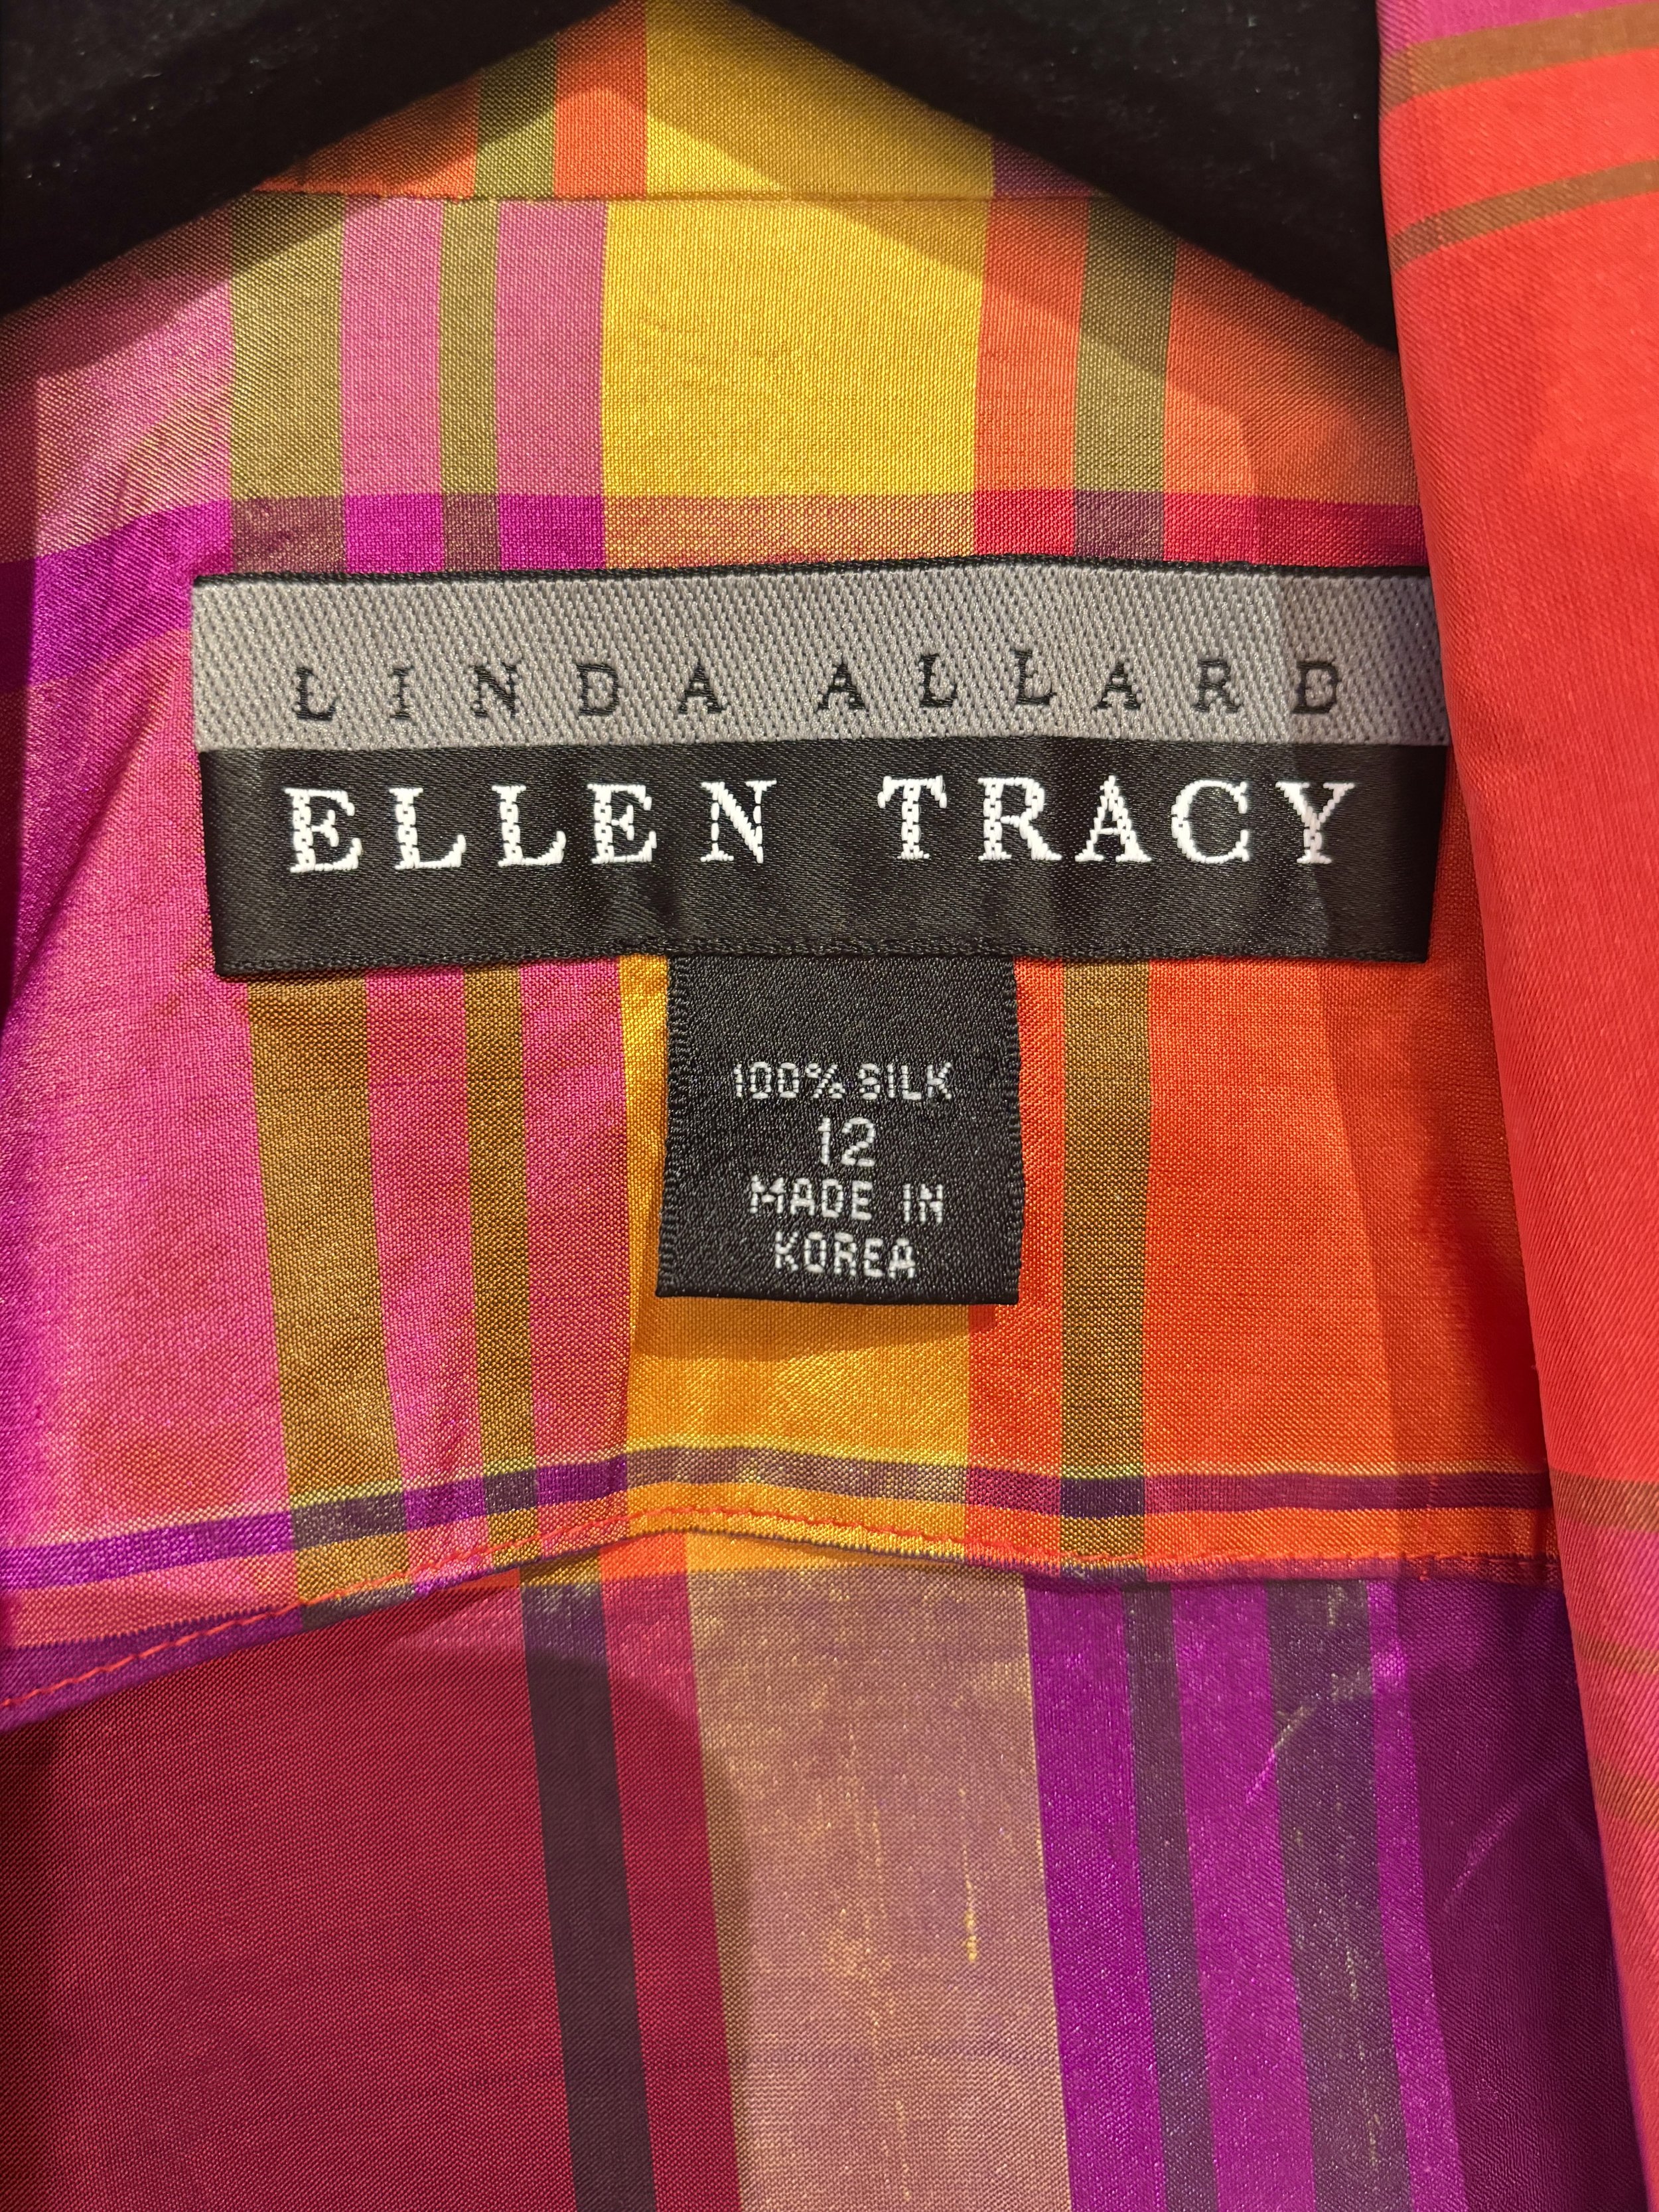 LINDA ALLARD
ELLEN TRACY
100% SILK
12
MADE IN
KOREA